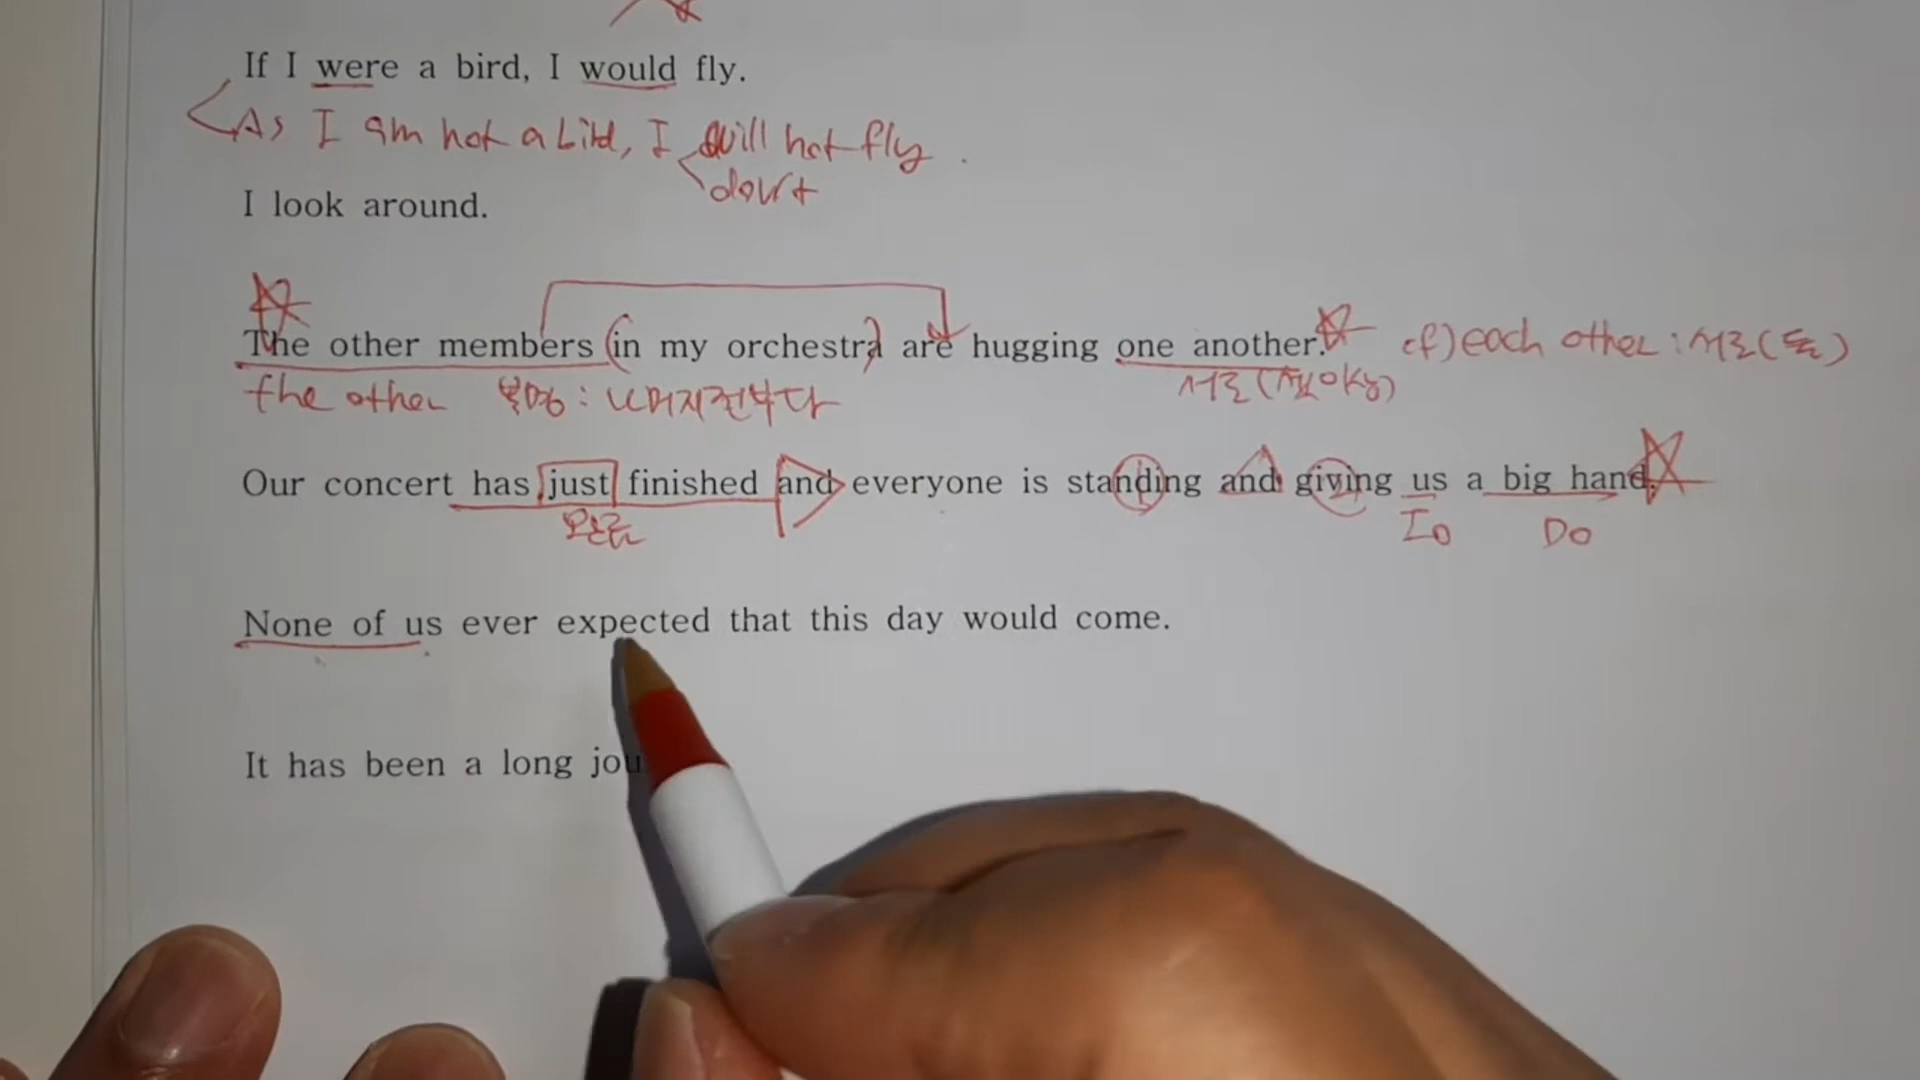 If I were a bird, I would fly.
As I am not a bird, I will not fly.
don't
I look around.
The other members (in my orchestra) are hugging one another. cf) each other : 서로(둘)
the other 복명 : 나머지전부다 서로(셋이상)
Our concert has just finished and everyone is standing and giving us a big hand.
완료 IO DO
None of us ever expected that this day would come.
It has been a long jou